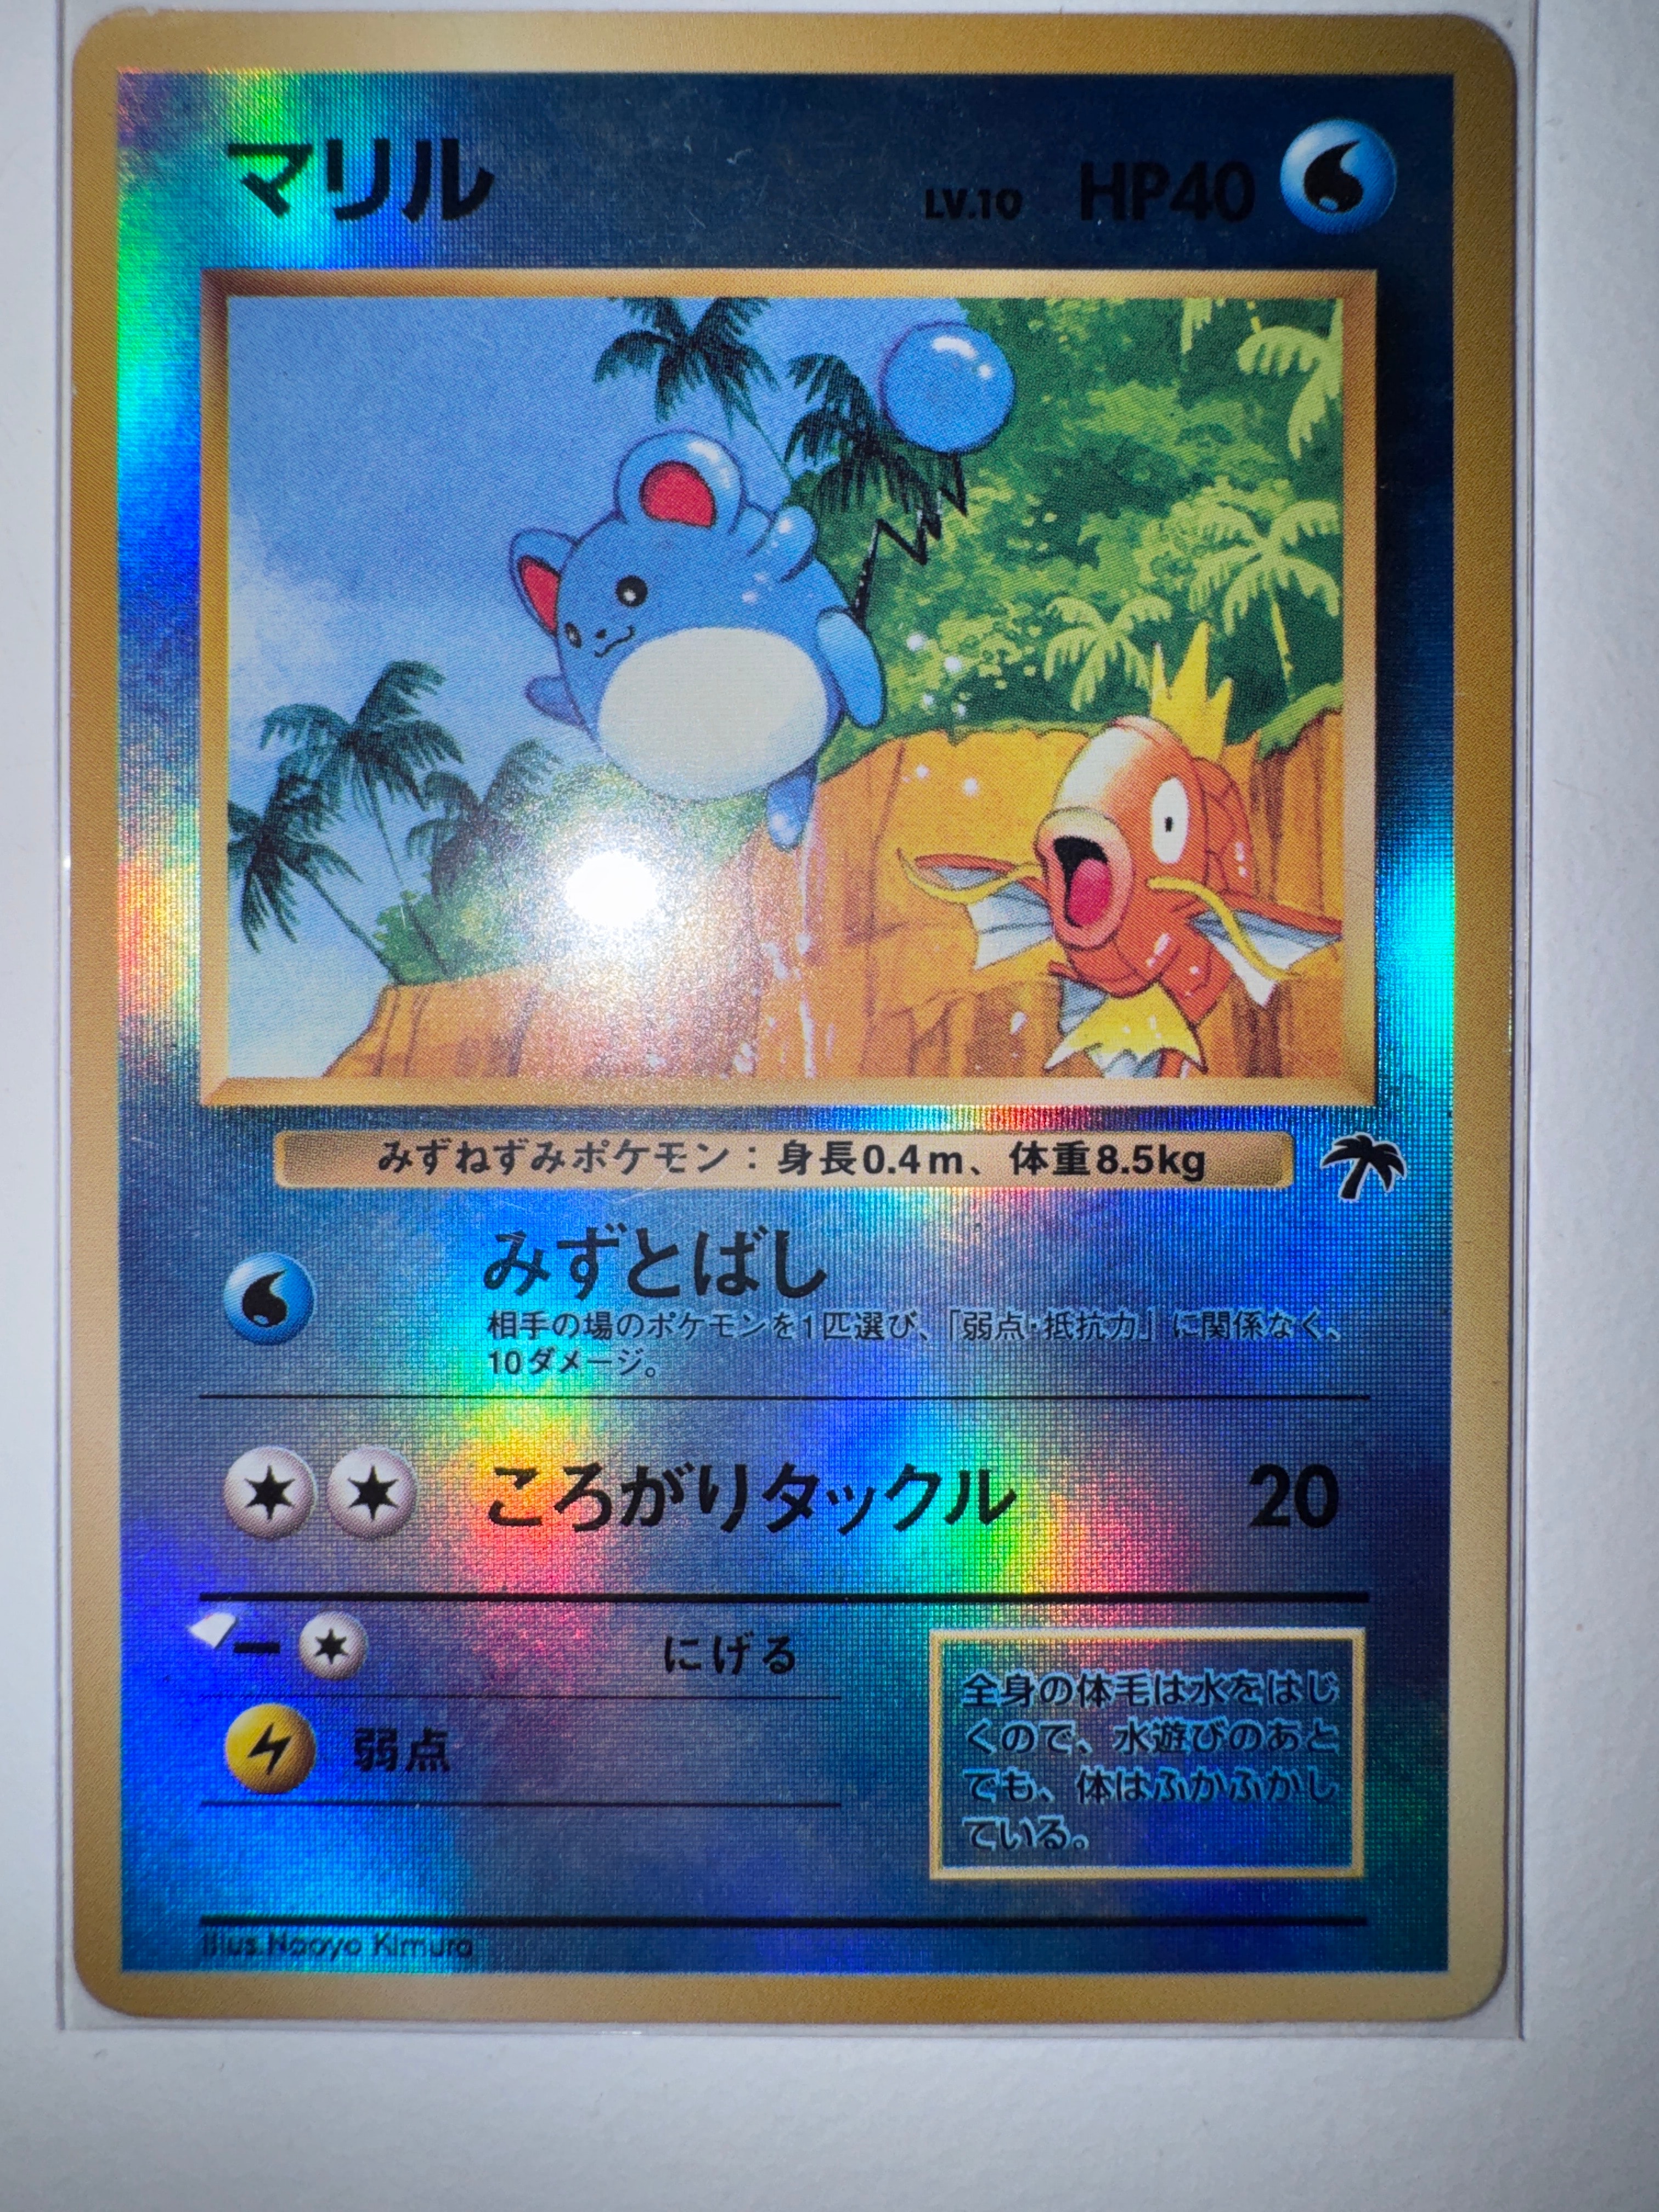 マリル
LV.10 HP40
みずねずみポケモン：身長0.4m、体重8.5kg
みずとばし
相手の場のポケモンを1匹選び、「弱点・抵抗力」に関係なく、
10ダメージ。
ころがりタックル 20
にげる
弱点
全身の体毛は水をはじ
くので、水遊びのあと
でも、体はふかふかし
ている。
Illus.Naoyo Kimura